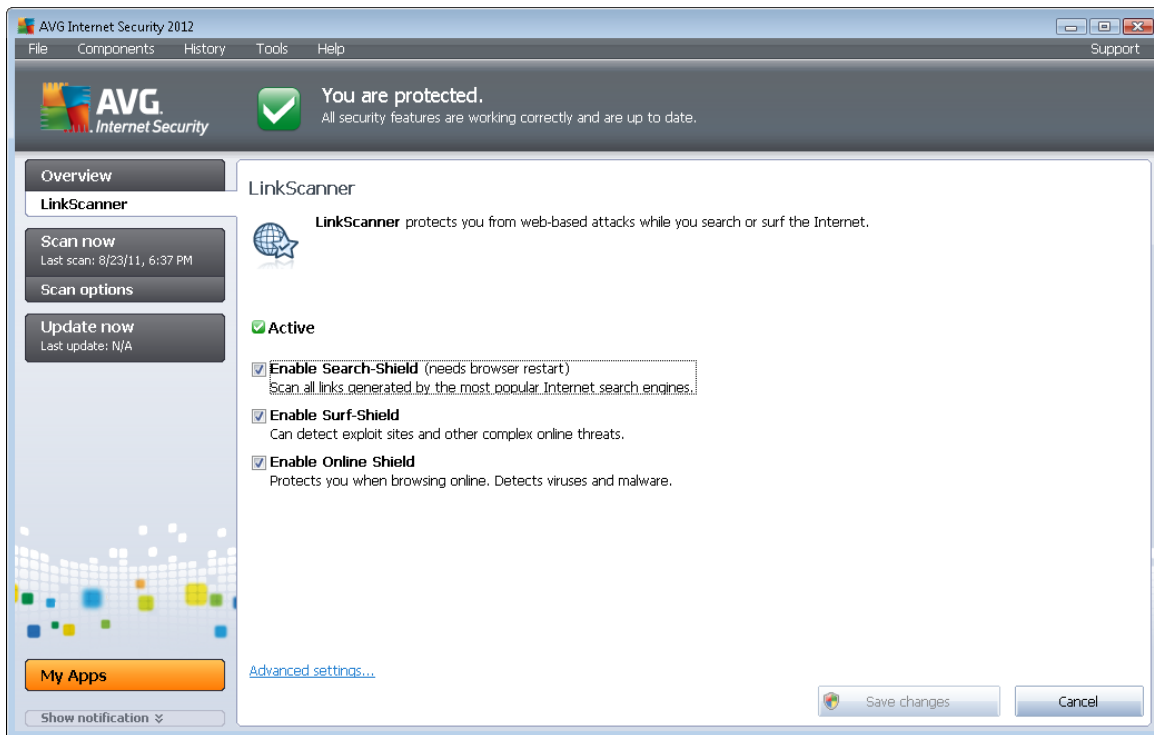 AVG Internet Security 2012
File Components History Tools Help Support
AVG.
Internet Security
You are protected.
All security features are working correctly and are up to date.
Overview
LinkScanner
Scan now
Last scan: 8/23/11, 6:37 PM
Scan options
Update now
Last update: N/A
My Apps
Show notification
LinkScanner
LinkScanner protects you from web-based attacks while you search or surf the Internet.
Active
Enable Search-Shield (needs browser restart)
Scan all links generated by the most popular Internet search engines.
Enable Surf-Shield
Can detect exploit sites and other complex online threats.
Enable Online Shield
Protects you when browsing online. Detects viruses and malware.
Advanced settings...
Save changes
Cancel